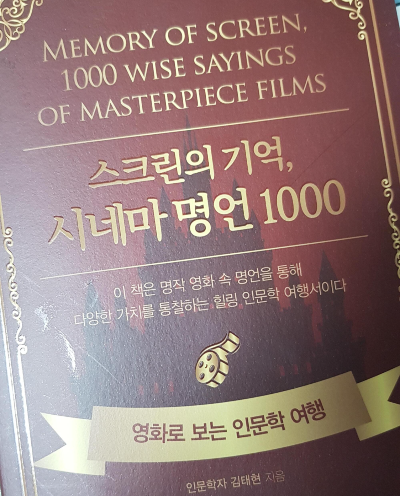 MEMORY OF SCREEN,
1000 WISE SAYINGS
OF MASTERPIECE FILMS
스크린의 기억,
시네마 명언 1000
이 책은 명작 영화 속 명언을 통해
다양한 가치를 통찰하는 힐링 인문학 여행서이다
영화로 보는 인문학 여행
인문학자 김태현 지음